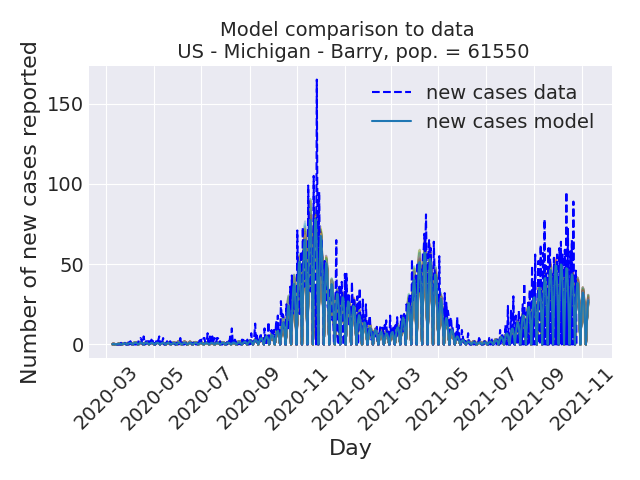 Model comparison to data
US - Michigan - Barry, pop. = 61550
Number of new cases reported
150
100
50
0
new cases data
new cases model
2020-03
2020-05
2020-07
2020-09
2020-11
2021-01
2021-03
2021-05
2021-07
2021-09
2021-11
Day